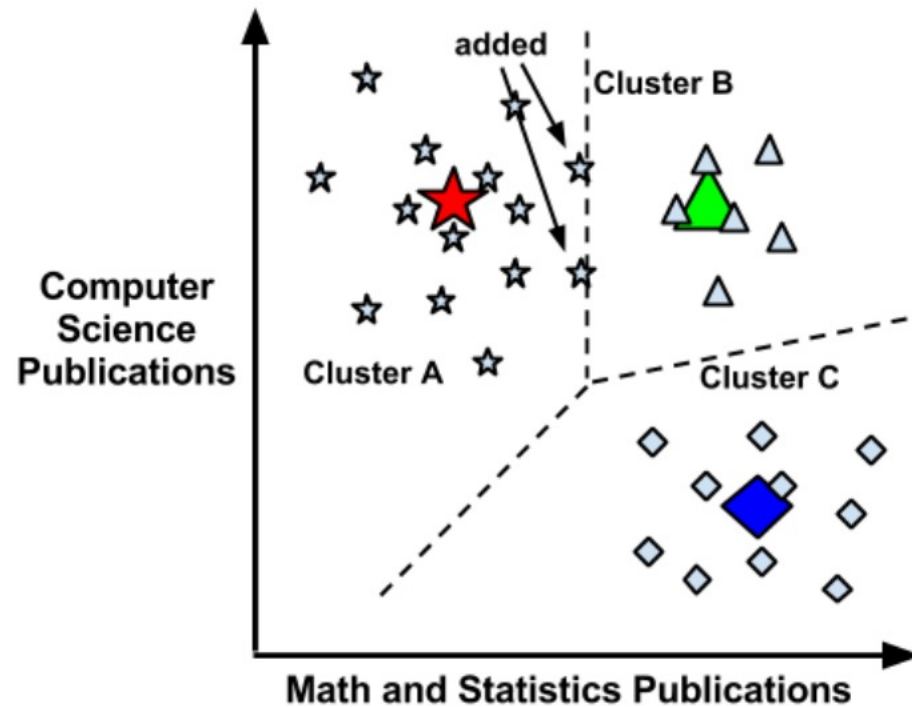 added
Cluster B
Computer
Science
Publications
Cluster A
Cluster C
Math and Statistics Publications